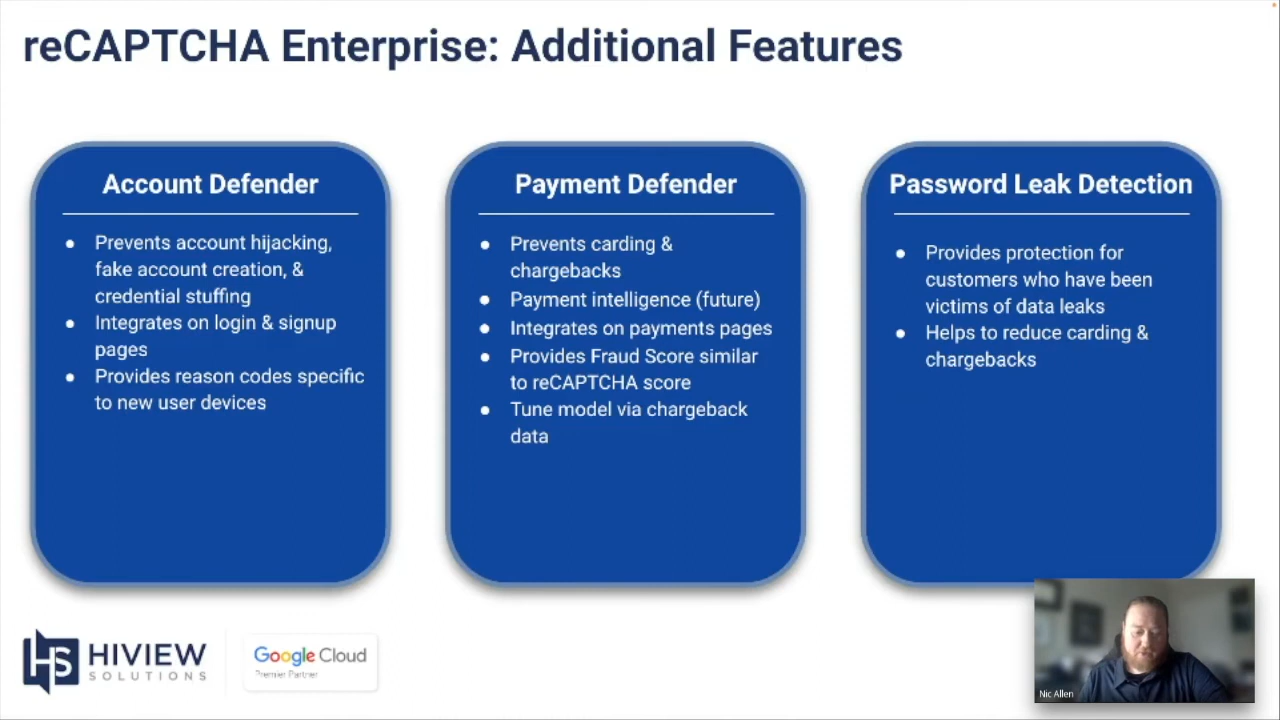 reCAPTCHA Enterprise: Additional Features
Account Defender
● Prevents account hijacking,
fake account creation, &
credential stuffing
● Integrates on login & signup
pages
● Provides reason codes specific
to new user devices
Payment Defender
● Prevents carding &
chargebacks
● Payment intelligence (future)
● Integrates on payments pages
● Provides Fraud Score similar
to reCAPTCHA score
● Tune model via chargeback
data
Password Leak Detection
● Provides protection for
customers who have been
victims of data leaks
● Helps to reduce carding &
chargebacks
HS HIVIEW
SOLUTIONS
Google Cloud
Premier Partner
Nic Allen